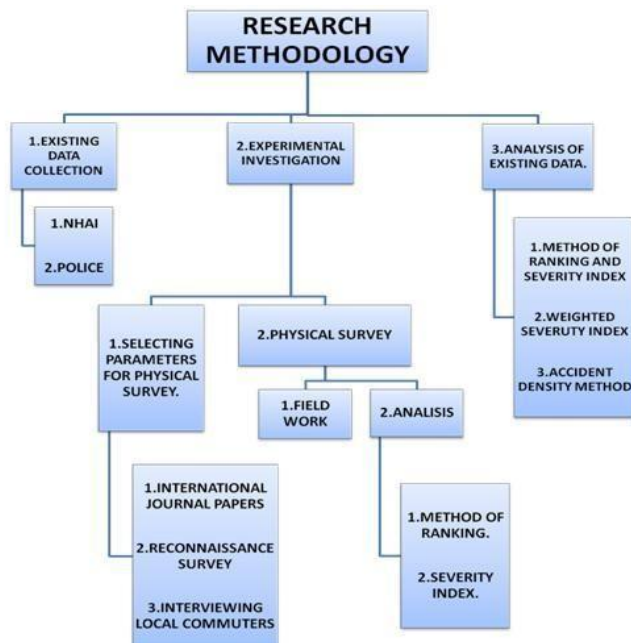 RESEARCH
METHODOLOGY
1.EXISTING
DATA
COLLECTION
2.EXPERIMENTAL
INVESTIGATION
3.ANALYSIS OF
EXISTING DATA.
1.NHAI
2.POLICE
1.METHOD OF
RANKING AND
SEVERITY INDEX
2.WEIGHTED
SEVERUTY INDEX
3.ACCIDENT
DENSITY METHOD
1.SELECTING
PARAMETERS
FOR PHYSICAL
SURVEY.
2.PHYSICAL SURVEY
1.FIELD
WORK
2.ANALISIS
1.INTERNATIONAL
JOURNAL PAPERS
2.RECONNAISSANCE
SURVEY
3.INTERVIEWING
LOCAL COMMUTERS
1.METHOD OF
RANKING.
2.SEVERITY
INDEX.